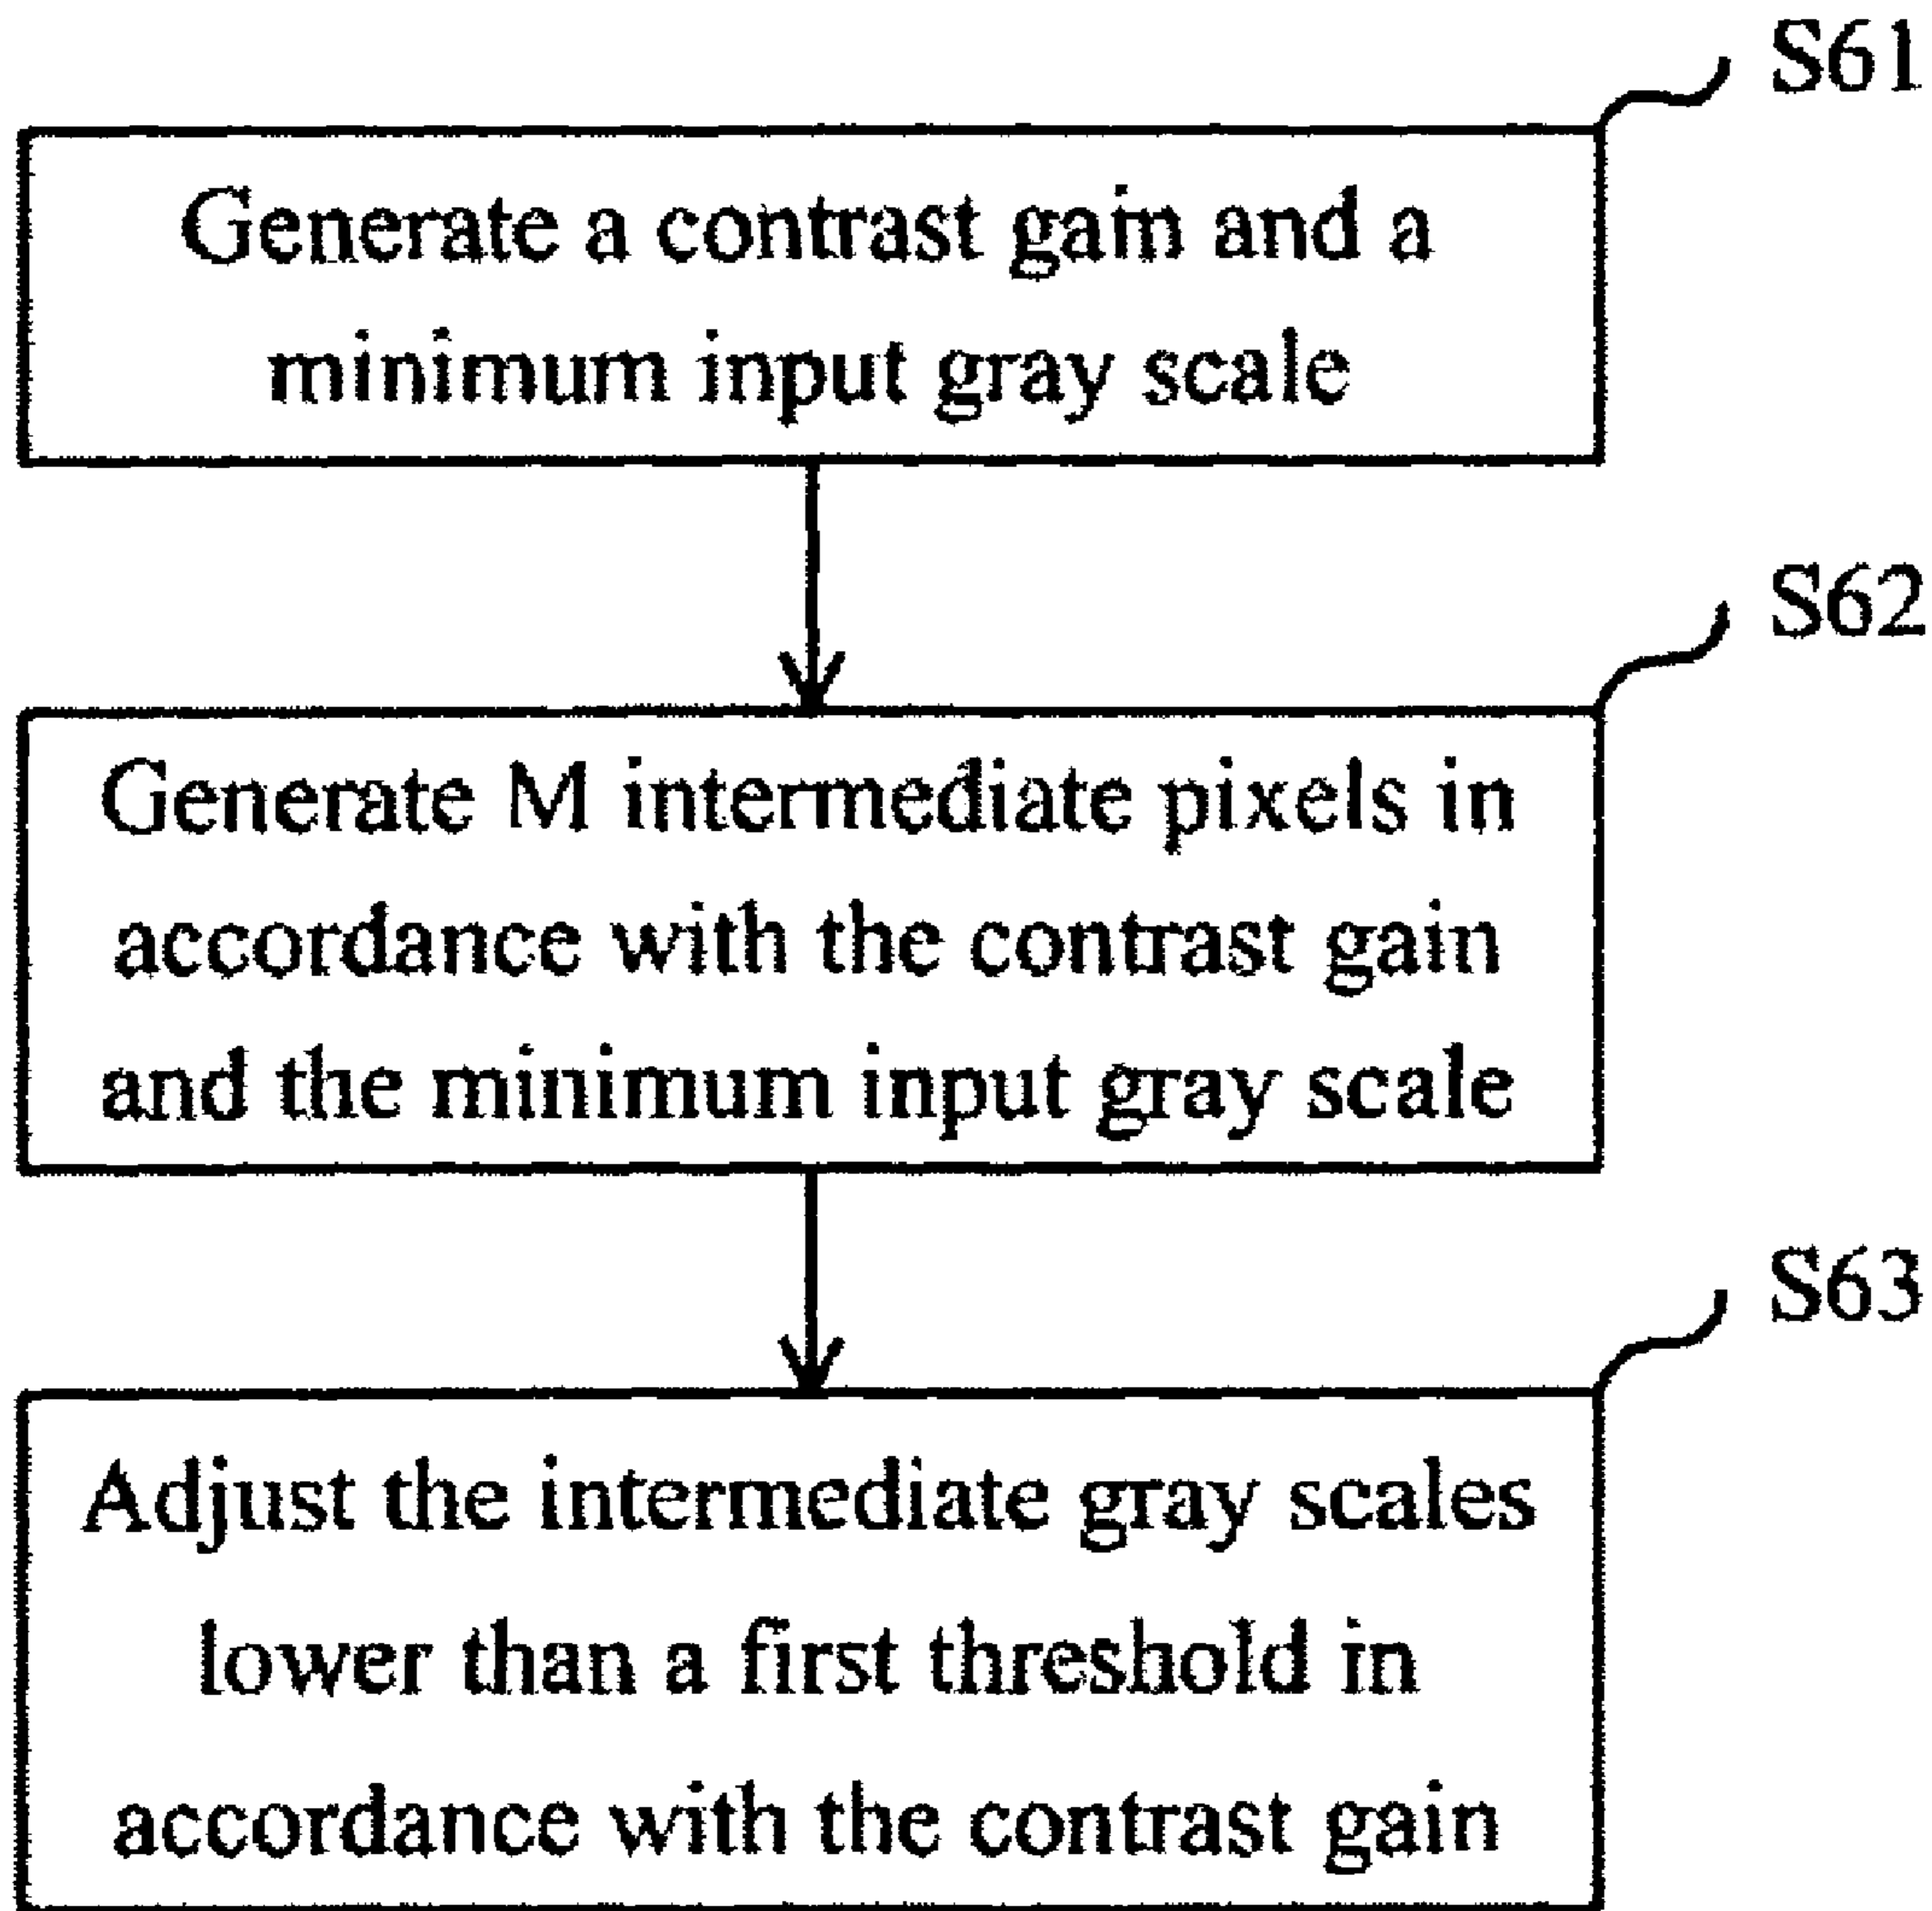 S61
Generate a contrast gain and a
minimum input gray scale
S62
Generate M intermediate pixels in
accordance with the contrast gain
and the minimum input gray scale
S63
Adjust the intermediate gray scales
lower than a first threshold in
accordance with the contrast gain